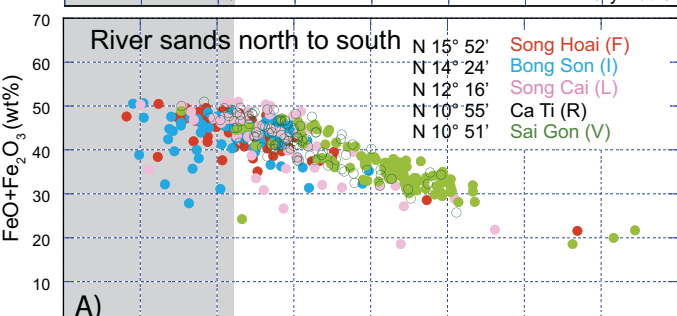 70
River sands north to south
N 15° 52’ Song Hoai (F)
60
N 14° 24’ Bong Son (I)
N 12° 16’ Song Cai (L)
50
N 10° 55’ Ca Ti (R)
N 10° 51’ Sai Gon (V)
40
30
20
10
FeO+Fe2O3 (wt%)
A)